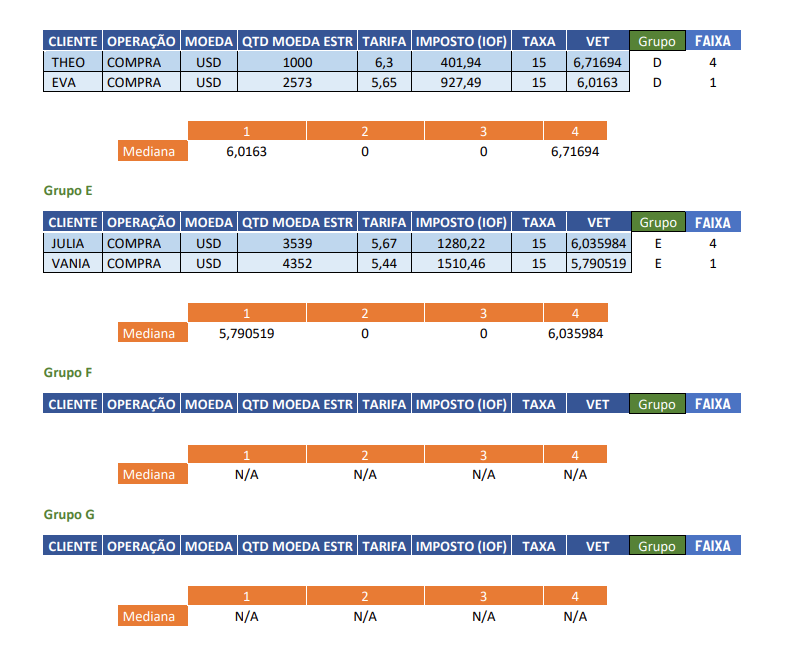 CLIENTE OPERAÇÃO MOEDA QTD MOEDA ESTR TARIFA IMPOSTO (IOF) TAXA VET Grupo FAIXA
THEO COMPRA USD 1000 6,3 401,94 15 6,71694 D 4
EVA COMPRA USD 2573 5,65 927,49 15 6,0163 D 1
1 2 3 4
Mediana 6,0163 0 0 6,71694
Grupo E
CLIENTE OPERAÇÃO MOEDA QTD MOEDA ESTR TARIFA IMPOSTO (IOF) TAXA VET Grupo FAIXA
JULIA COMPRA USD 3539 5,67 1280,22 15 6,035984 E 4
VANIA COMPRA USD 4352 5,44 1510,46 15 5,790519 E 1
1 2 3 4
Mediana 5,790519 0 0 6,035984
Grupo F
CLIENTE OPERAÇÃO MOEDA QTD MOEDA ESTR TARIFA IMPOSTO (IOF) TAXA VET Grupo FAIXA
1 2 3 4
Mediana N/A N/A N/A N/A
Grupo G
CLIENTE OPERAÇÃO MOEDA QTD MOEDA ESTR TARIFA IMPOSTO (IOF) TAXA VET Grupo FAIXA
1 2 3 4
Mediana N/A N/A N/A N/A